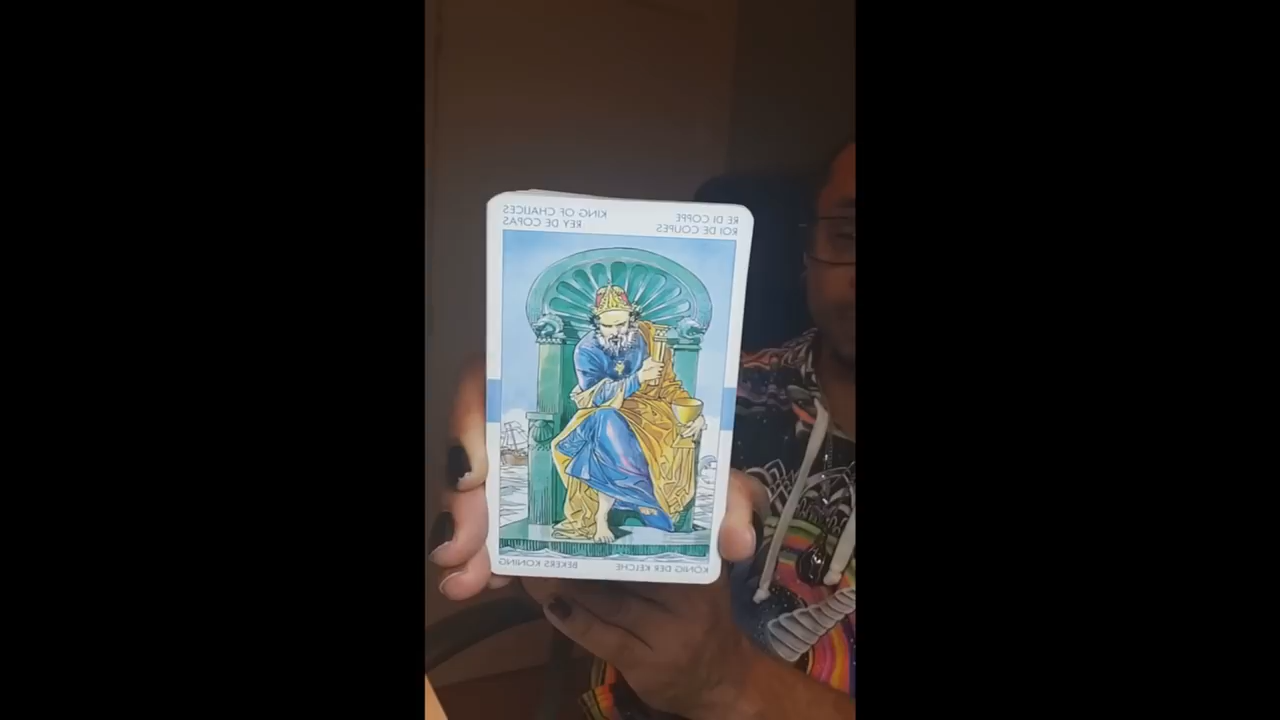 RE DI COPPE
ROI DE COUPES
KING OF CHALICES
REY DE COPAS
KÖNIG DER KELCHE
BEKERS KONING